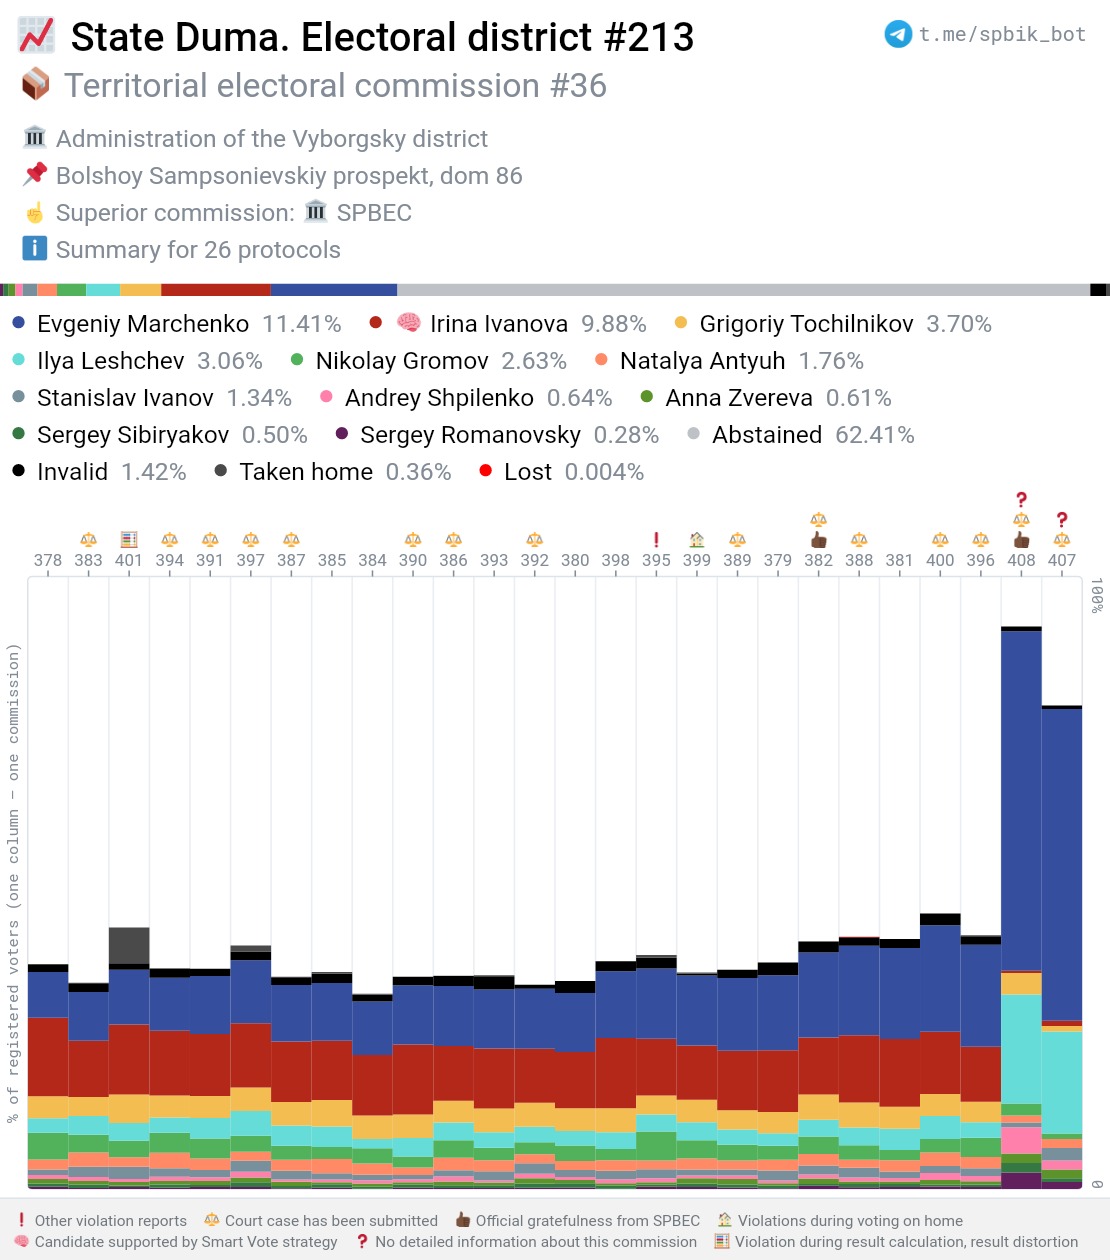 State Duma. Electoral district #213
t.me/spbik_bot
Territorial electoral commission #36
Administration of the Vyborgsky district
Bolshoy Sampsonievskiy prospekt, dom 86
Superior commission: SPBEC
Summary for 26 protocols
Evgeniy Marchenko 11.41% Irina Ivanova 9.88% Grigoriy Tochilnikov 3.70%
Ilya Leshchev 3.06% Nikolay Gromov 2.63% Natalya Antyuh 1.76%
Stanislav Ivanov 1.34% Andrey Shpilenko 0.64% Anna Zvereva 0.61%
Sergey Sibiryakov 0.50% Sergey Romanovsky 0.28% Abstained 62.41%
Invalid 1.42% Taken home 0.36% Lost 0.004%
378 383 401 394 391 397 387 385 384 390 386 393 392 380 398 395 399 389 379 382 388 381 400 396 408 407
100%
% of registered voters (one column – one commission)
0
Other violation reports Court case has been submitted Official gratefulness from SPBEC Violations during voting on home
Candidate supported by Smart Vote strategy No detailed information about this commission Violation during result calculation, result distortion